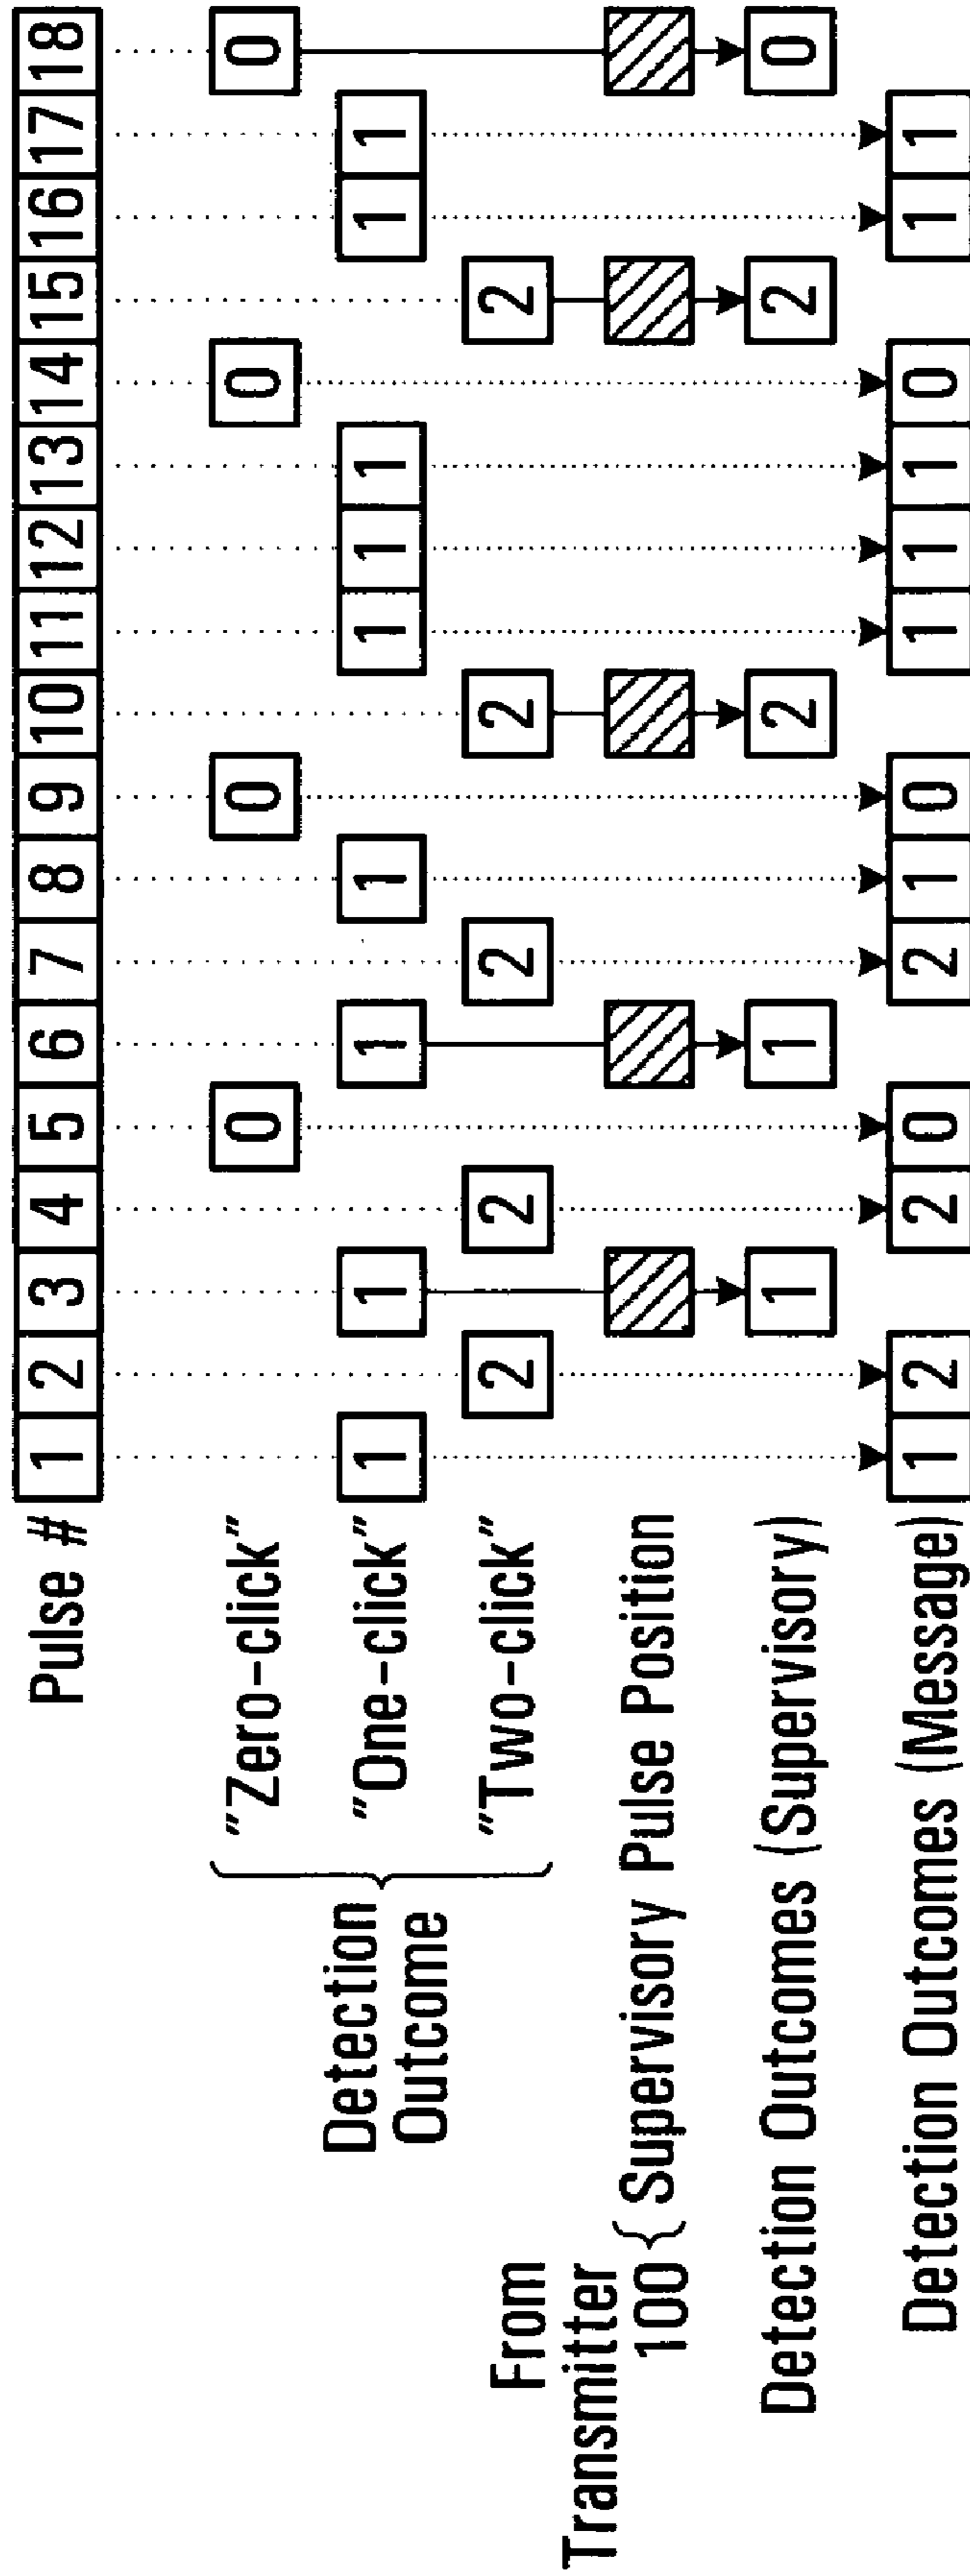 Pulse # 1 2 3 4 5 6 7 8 9 10 11 12 13 14 15 16 17 18
Detection
Outcome
"Zero-click" 0 0 0 0
"One-click" 1 1 1 1 1 1 1 1 1
"Two-click" 2 2 2 2 2
From
Transmitter
100
Supervisory Pulse Position
Detection Outcomes (Supervisory) 1 1 2 2 0
Detection Outcomes (Message) 1 2 2 0 2 1 0 1 1 1 0 1 1